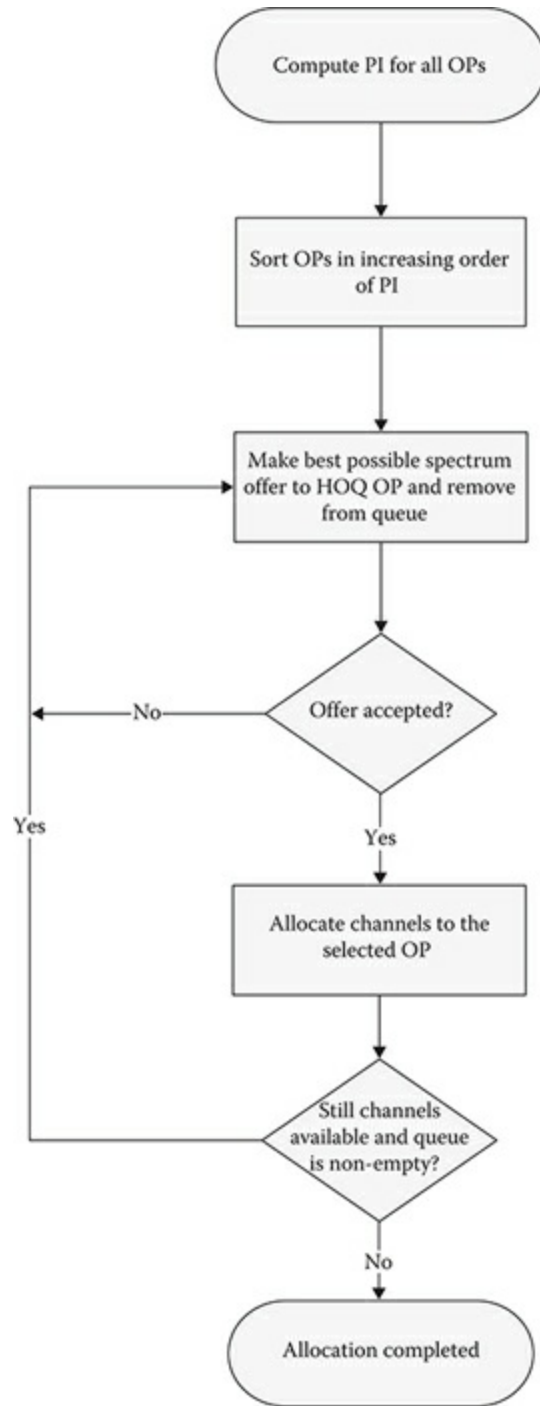 Compute PI for all OPs
Sort OPs in increasing order
of PI
Make best possible spectrum
offer to HOQ OP and remove
from queue
Offer accepted?
No
Yes
Yes
Allocate channels to the
selected OP
Still channels
available and queue
is non-empty?
No
Allocation completed